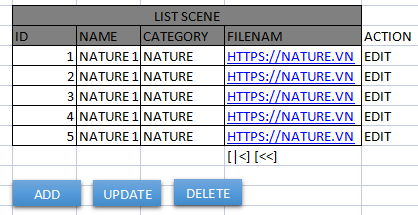 LIST SCENE
ID NAME CATEGORY FILENAM ACTION
1 NATURE 1 NATURE HTTPS://NATURE.VN EDIT
2 NATURE 1 NATURE HTTPS://NATURE.VN EDIT
3 NATURE 1 NATURE HTTPS://NATURE.VN EDIT
4 NATURE 1 NATURE HTTPS://NATURE.VN EDIT
5 NATURE 1 NATURE HTTPS://NATURE.VN EDIT
[|<] [<<]
ADD UPDATE DELETE